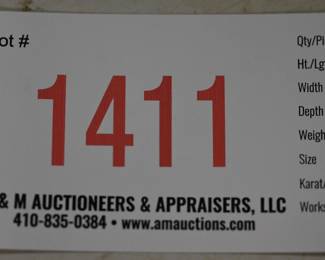 ot #
1411
& M AUCTIONEERS & APPRAISERS, LLC
410-835-0384 • www.amauctions.com
Qty/Pi
Ht./Lgt
Width
Depth
Weigh
Size
Karat/
Works